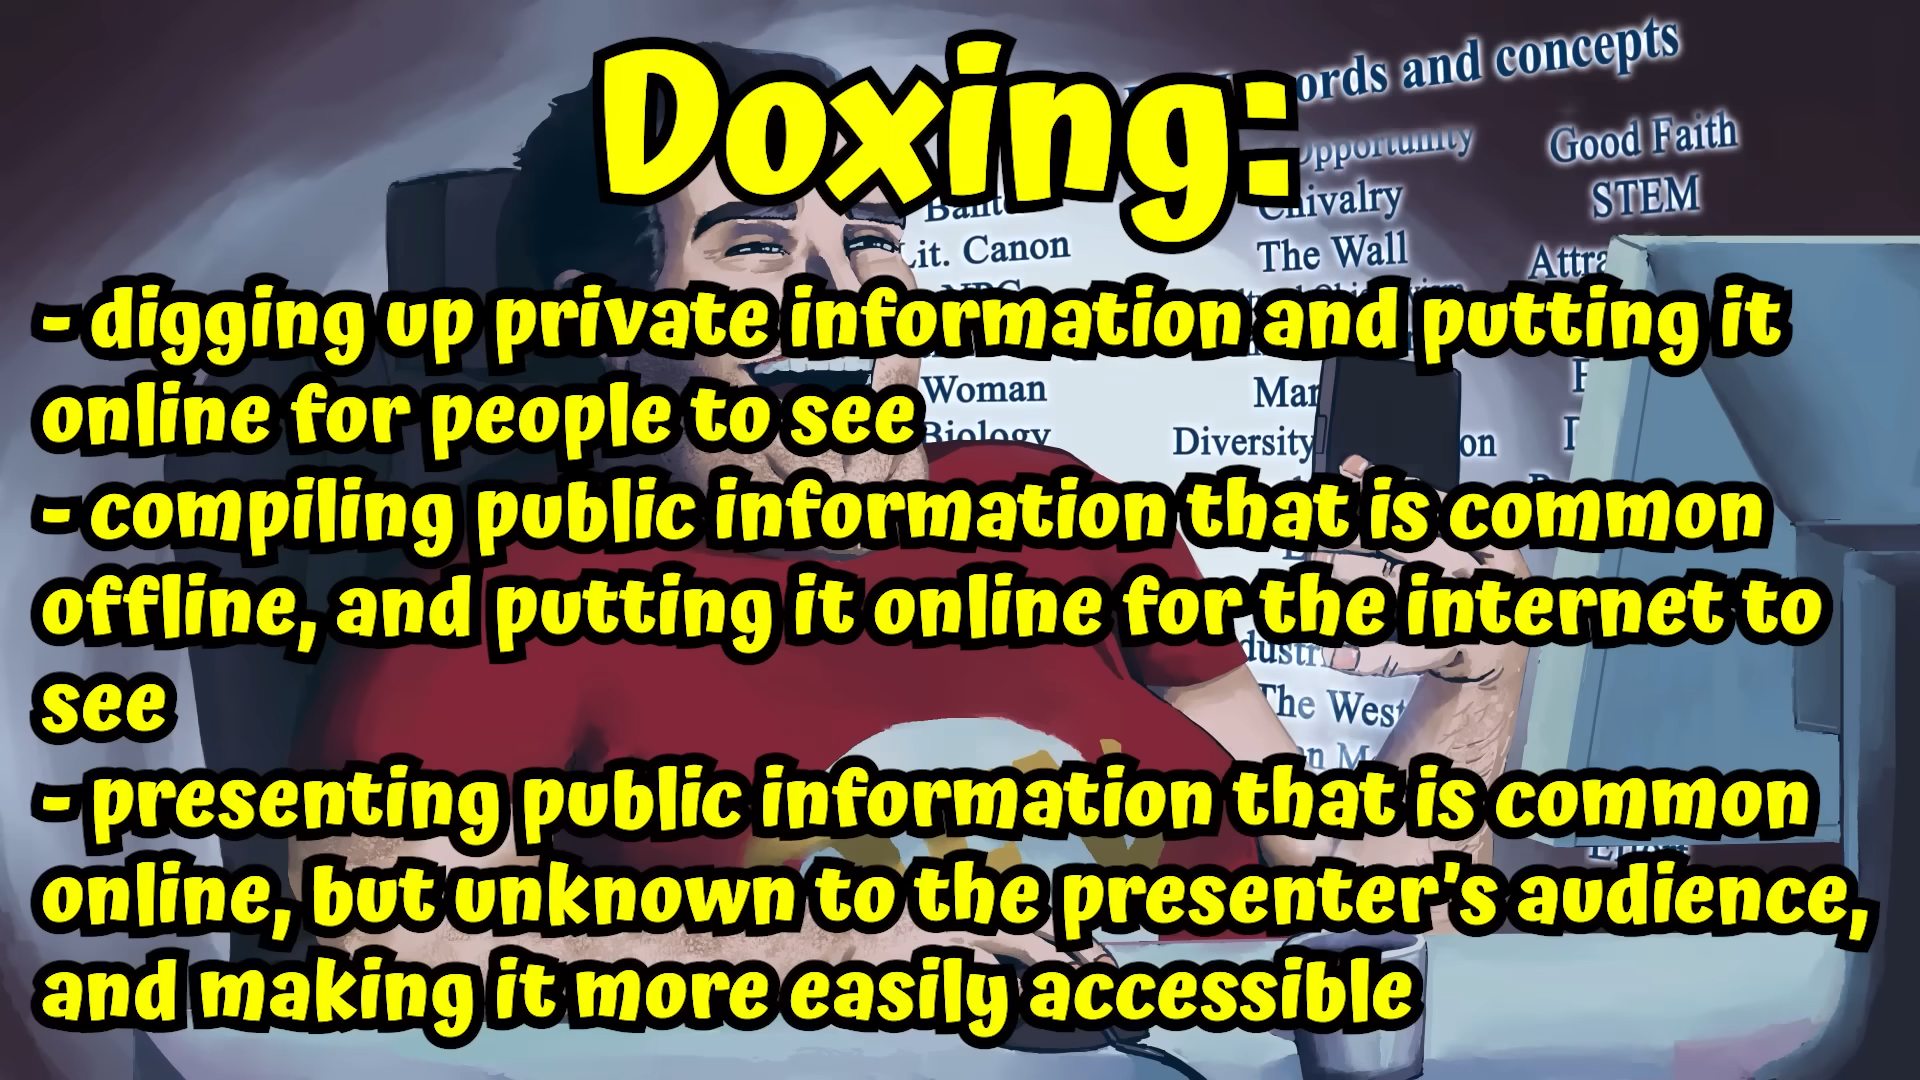 Doxing:
- digging up private information and putting it
online for people to see
- compiling public information that is common
offline, and putting it online for the internet to
see
- presenting public information that is common
online, but unknown to the presenter's audience,
and making it more easily accessible
and concepts
Opportunity
Good Faith
Chivalry
STEM
Lit. Canon
The Wall
Woman
Biology
Diversity
The West